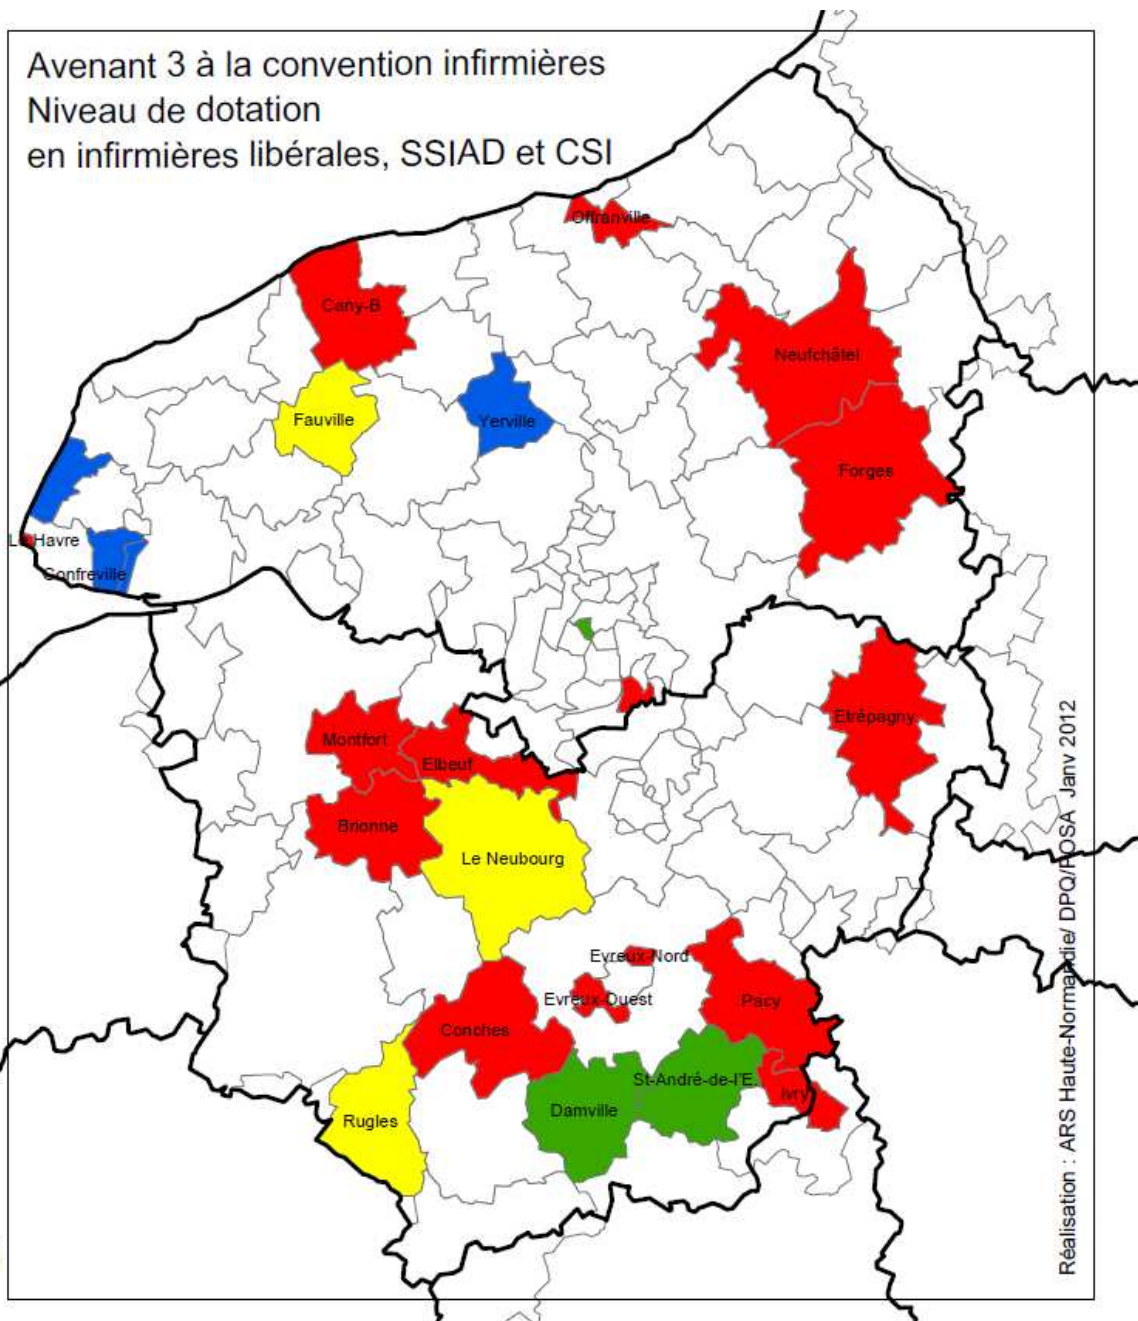 Avenant 3 à la convention infirmières
Niveau de dotation
en infirmières libérales, SSIAD et CSI
Offranville
Cany-B
Neufchâtel
Fauville
Yerville
Forges
Le Havre
Gonfreville
Etrépagny
Montfort
Elbeuf
Brionne
Le Neubourg
Evreux-Nord
Evreux-Ouest
Pacy
Conches
St-André-de-l'E.
Ivry
Damville
Rugles
Réalisation : ARS Haute-Normandie/ DPQ/POSA Janv 2012